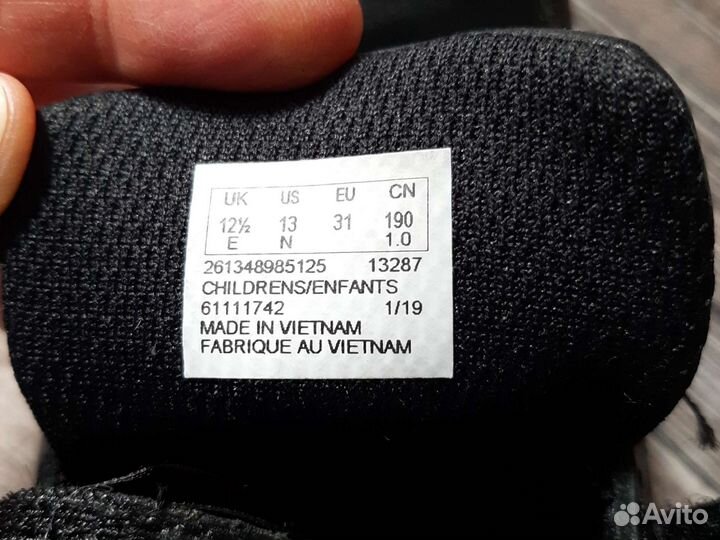 UK US EU CN
12½ 13 31 190
E N 1.0
261348985125 13287
CHILDRENS/ENFANTS
61111742 1/19
MADE IN VIETNAM
FABRIQUE AU VIETNAM
Avito